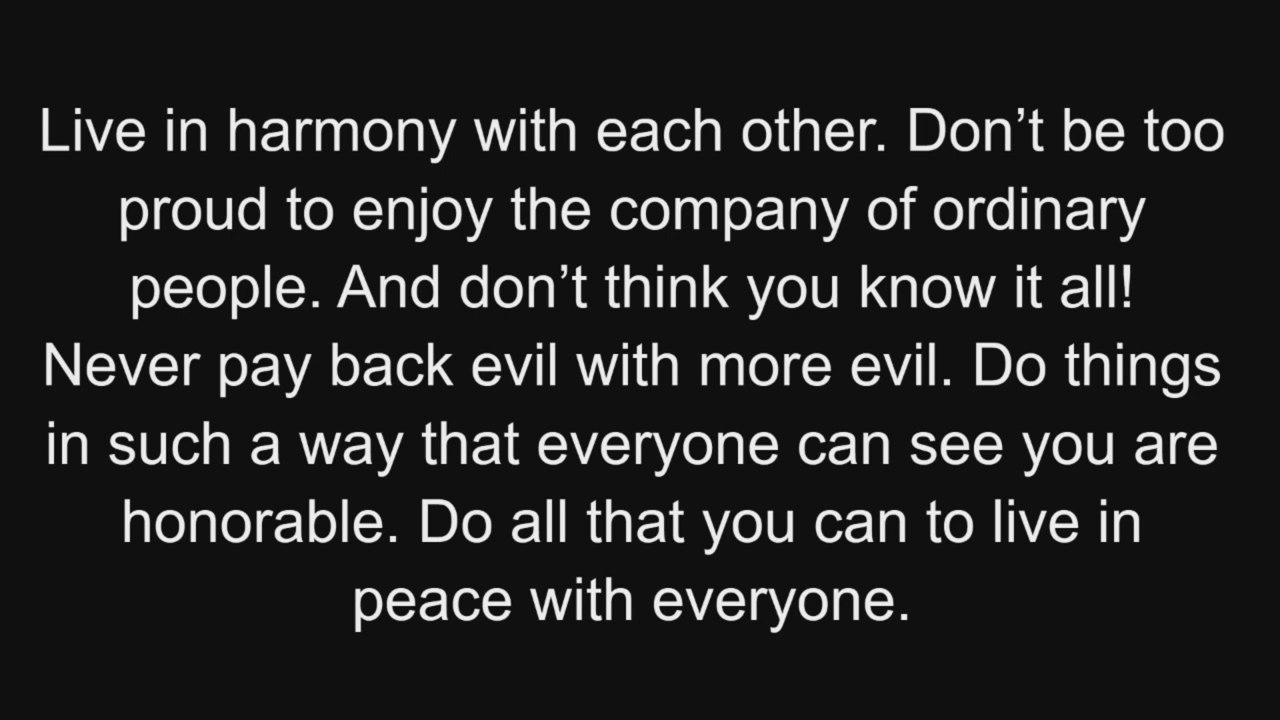 Live in harmony with each other. Don’t be too
proud to enjoy the company of ordinary
people. And don’t think you know it all!
Never pay back evil with more evil. Do things
in such a way that everyone can see you are
honorable. Do all that you can to live in
peace with everyone.